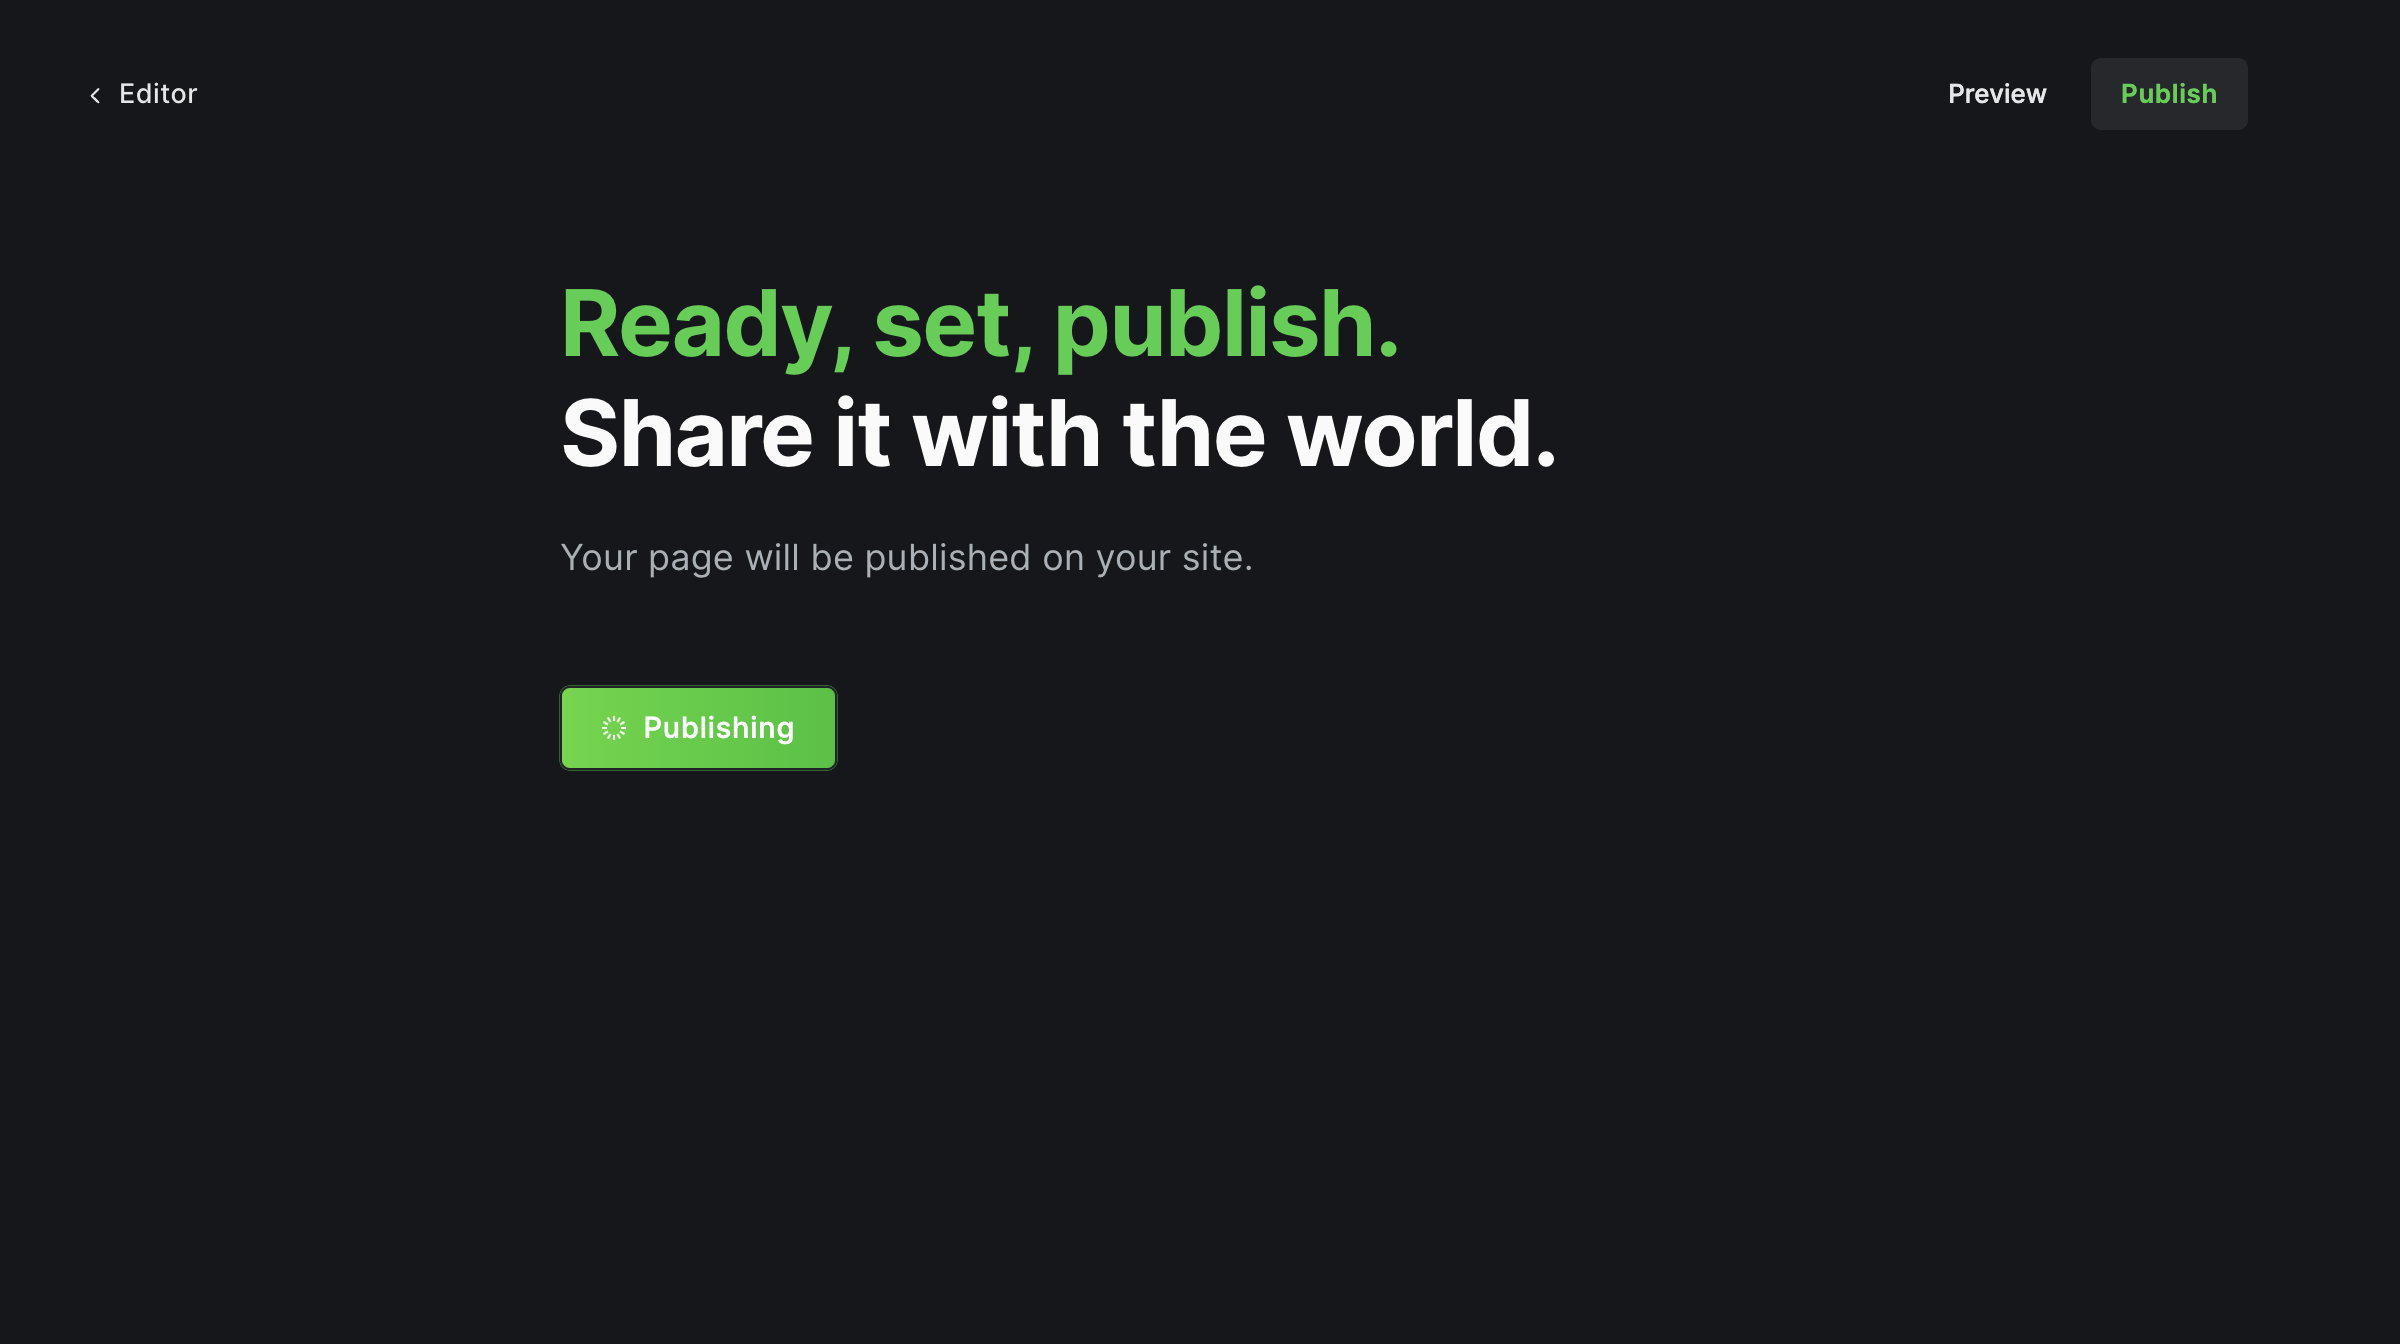 Editor
Preview
Publish
Ready, set, publish.
Share it with the world.
Your page will be published on your site.
Publishing